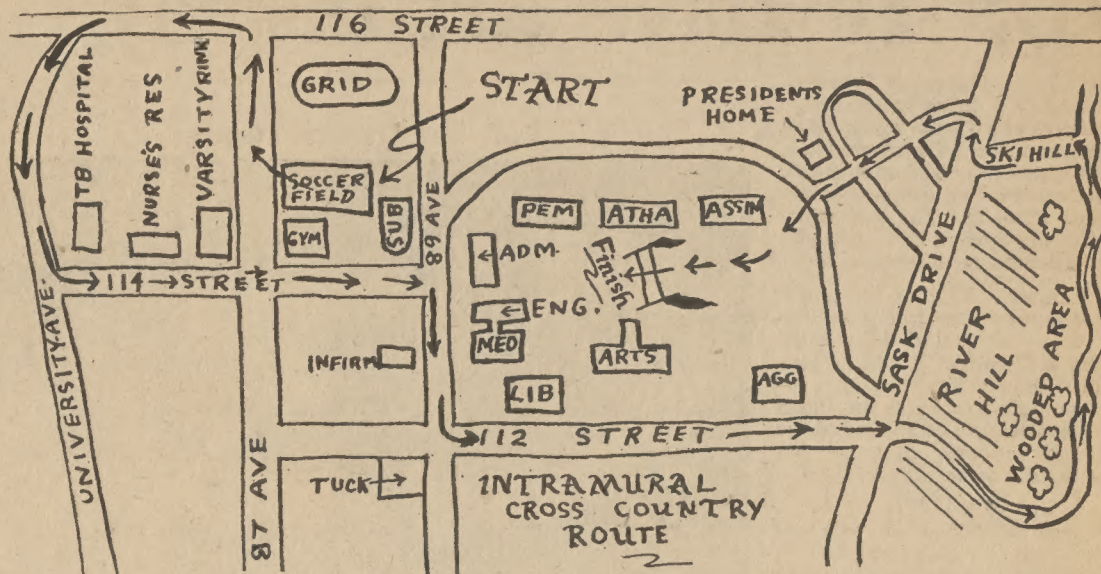 116 STREET
TB HOSPITAL
NURSE'S RES
VARSITY RINK
GRID
START
SOCCER
FIELD
GYM
SUB
89 AVE
PRESIDENTS
HOME
SKI HILL
PEM
ATHA
ASSIN
ADM.
Finish
ENG.
MED
ARTS
LIB
AGG
114 STREET
INFIRM
UNIVERSITY AVE.
87 AVE
TUCK
112 STREET
SASK DRIVE
RIVER
HILL
WOODED AREA
INTRAMURAL
CROSS COUNTRY
ROUTE